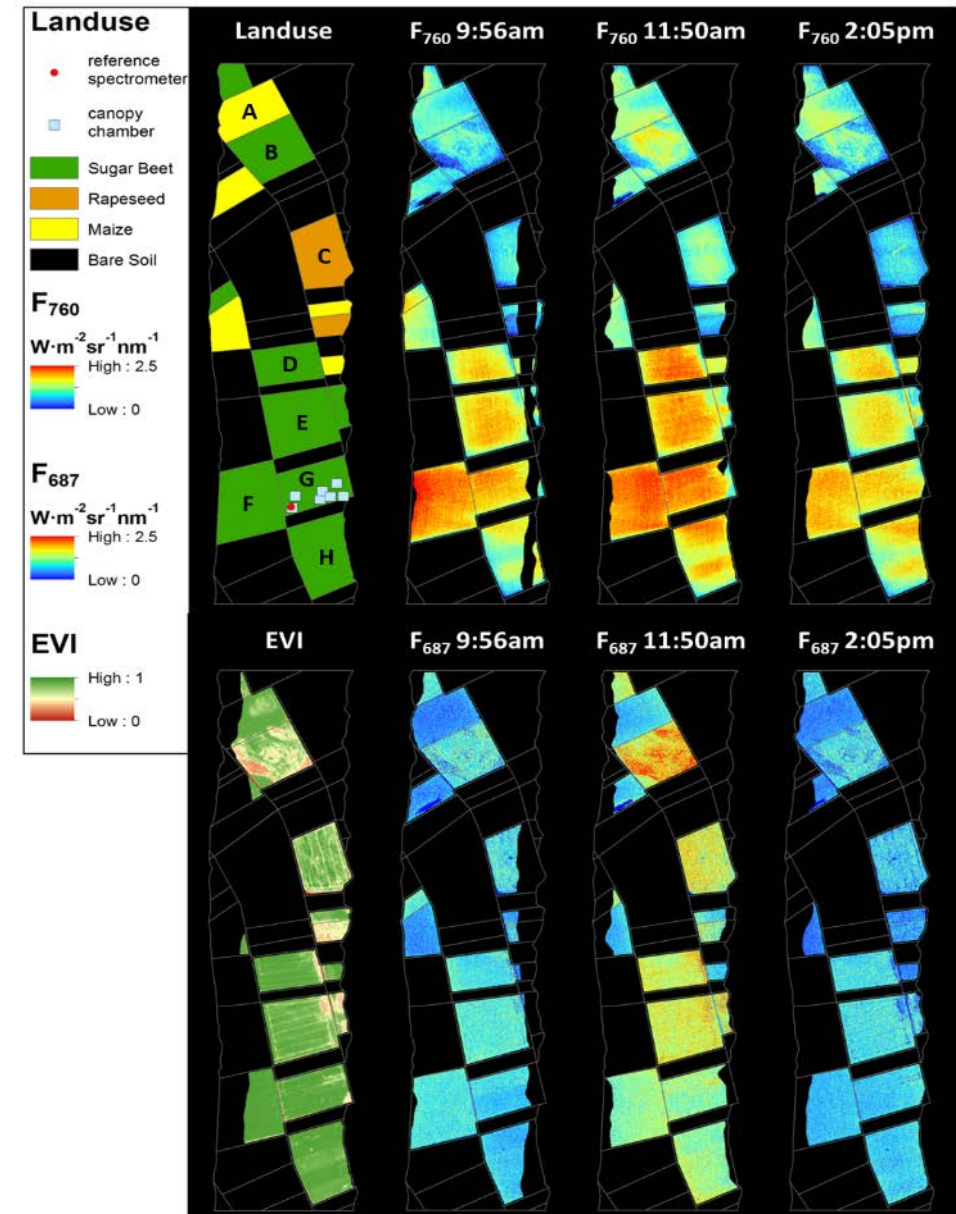 Landuse
reference
spectrometer
canopy
chamber
Sugar Beet
Rapeseed
Maize
Bare Soil
F₇₆₀
W·m⁻²sr⁻¹nm⁻¹
High : 2.5
Low : 0
F₆₈₇
W·m⁻²sr⁻¹nm⁻¹
High : 2.5
Low : 0
EVI
High : 1
Low : 0
Landuse
F₇₆₀ 9:56am
F₇₆₀ 11:50am
F₇₆₀ 2:05pm
A
B
C
D
E
G
F
H
EVI
F₆₈₇ 9:56am
F₆₈₇ 11:50am
F₆₈₇ 2:05pm